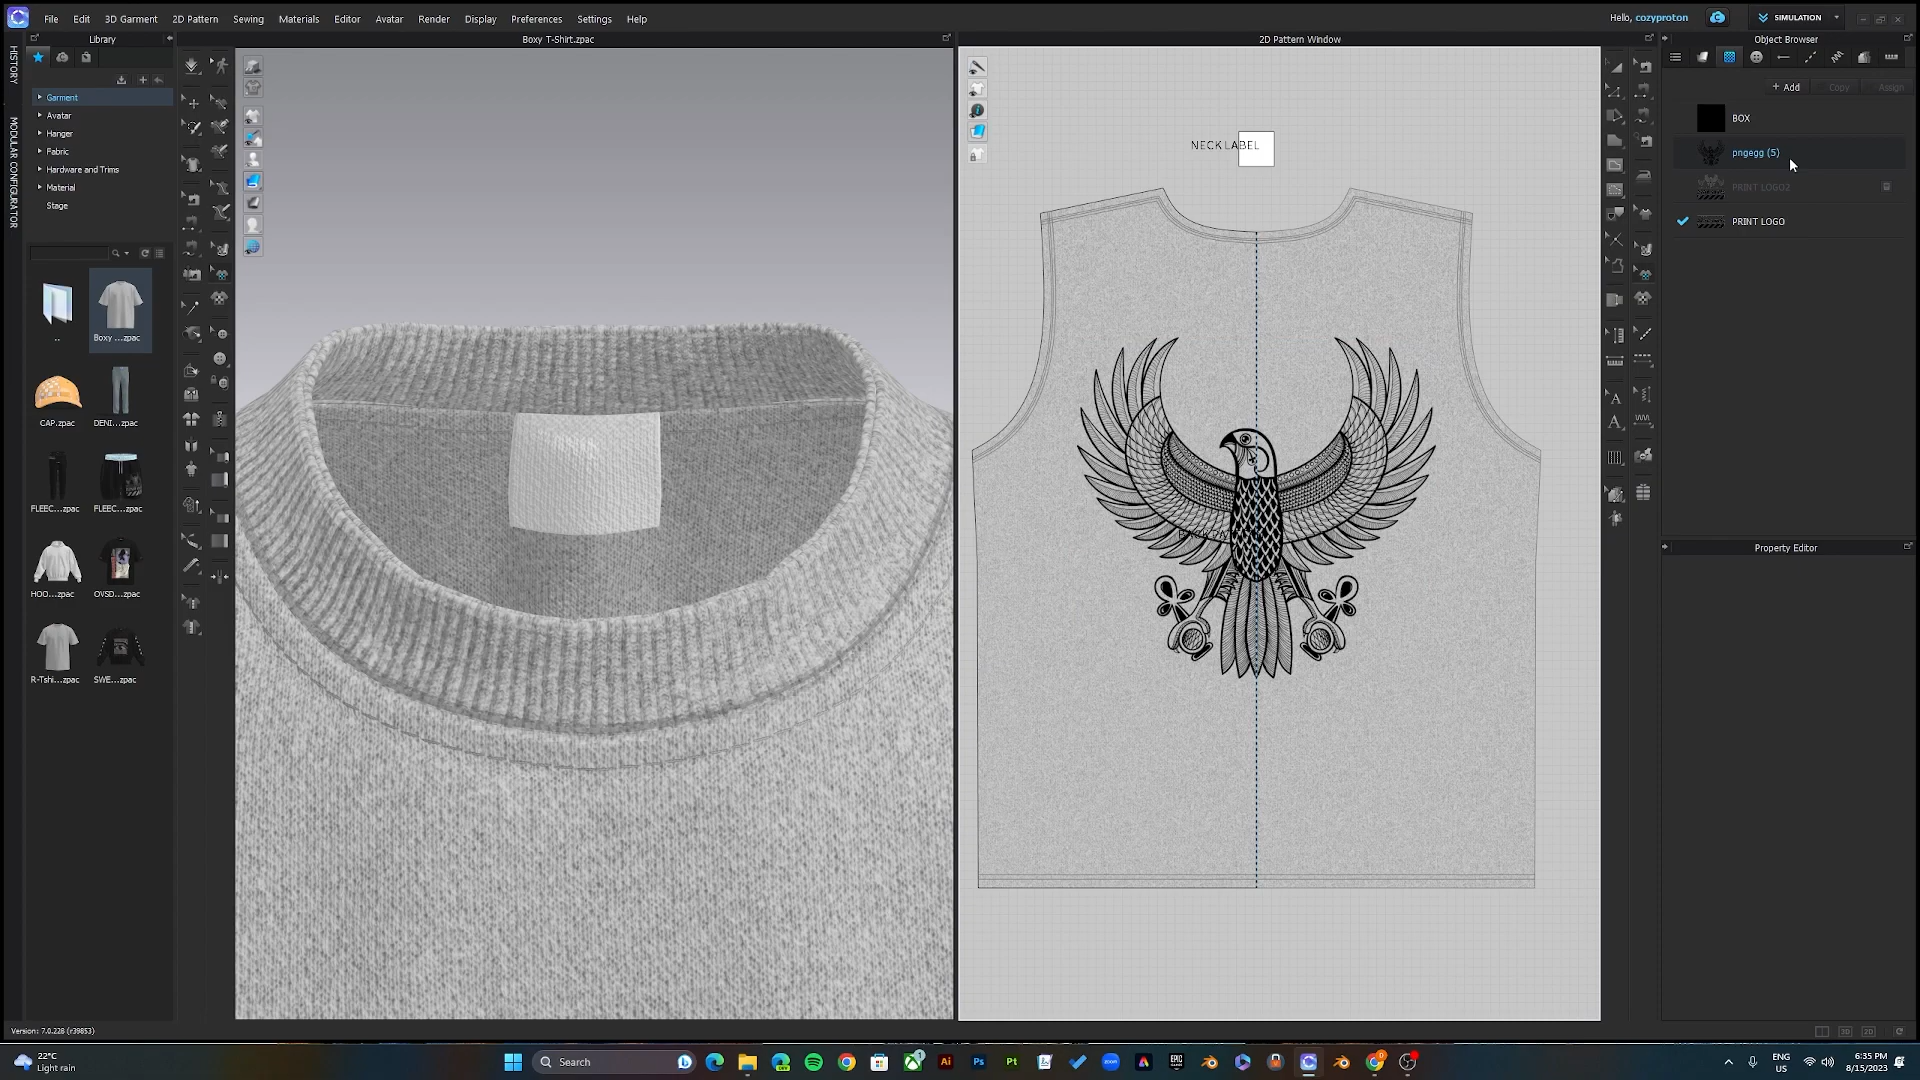 File Edit 3D Garment 2D Pattern Sewing Materials Editor Avatar Render Display Preferences Settings Help
Hello, cozyproton
SIMULATION
HISTORY
MODULAR CONFIGURATOR
Library
Boxy T-Shirt.zpac
2D Pattern Window
Object Browser
+ Add Copy Assign
Garment
Avatar
Hanger
Fabric
Hardware and Trims
Material
Stage
BOX
pngegg (5)
PRINT LOGO2
PRINT LOGO
NECKLABEL
..
Boxy ...zpac
CAP.zpac
DENI...zpac
FLEEC...zpac
FLEEC...zpac
HOO...zpac
OVSD...zpac
R-Tshi...zpac
SWE...zpac
Property Editor
Version: 7.0.228 (r39853)
3D 2D
22°C
Light rain
Search
ENG
US
6:35 PM
8/15/2023